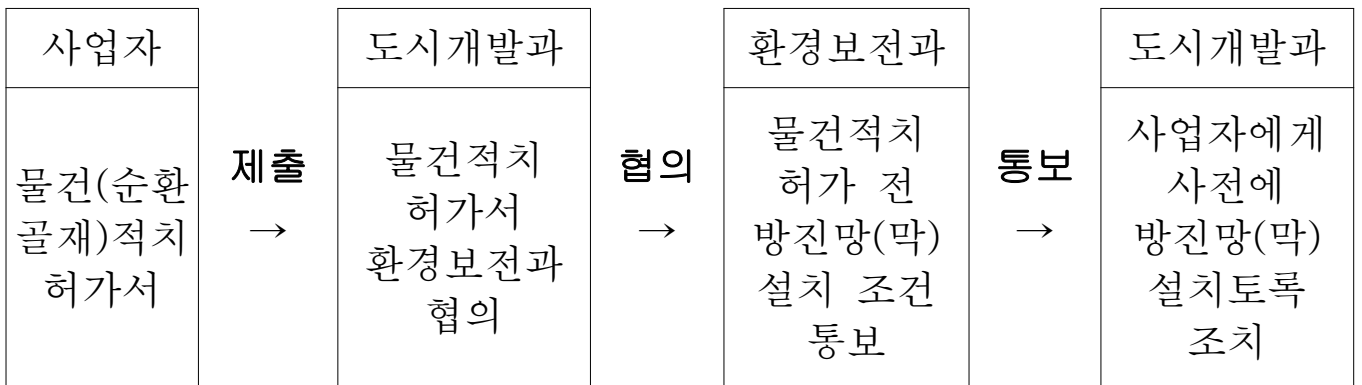 사업자
물건(순환
골재)적치
허가서
제출
→
도시개발과
물건적치
허가서
환경보전과
협의
협의
→
환경보전과
물건적치
허가 전
방진망(막)
설치 조건
통보
통보
→
도시개발과
사업자에게
사전에
방진망(막)
설치토록
조치